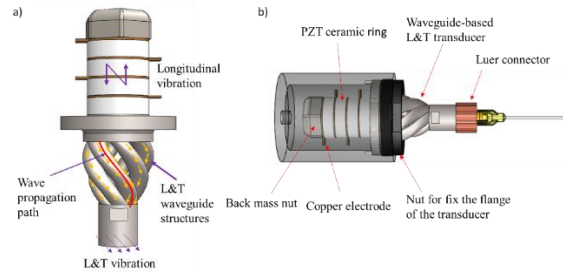 a)
Longitudinal
vibration
Wave
propagation
path
L&T
waveguide
structures
L&T vibration
b)
PZT ceramic ring
Waveguide-based
L&T transducer
Luer connector
Back mass nut
Copper electrode
Nut for fix the flange
of the transducer